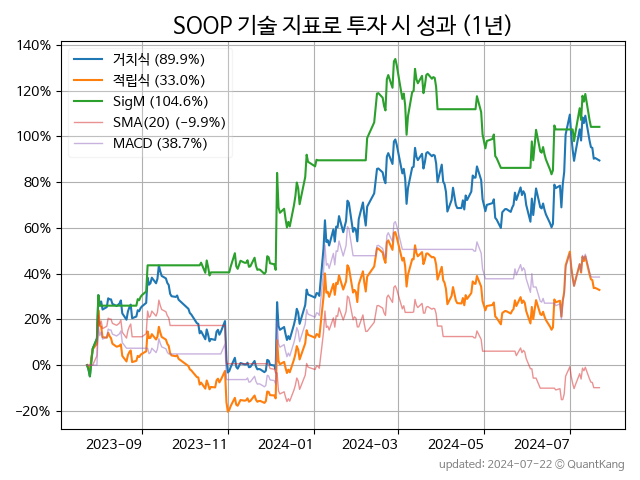 SOOP 기술 지표로 투자 시 성과 (1년)
140%
120%
100%
80%
60%
40%
20%
0%
−20%
거치식 (89.9%)
적립식 (33.0%)
SigM (104.6%)
SMA(20) (−9.9%)
MACD (38.7%)
2023-09
2023-11
2024-01
2024-03
2024-05
2024-07
updated: 2024-07-22 © QuantKang